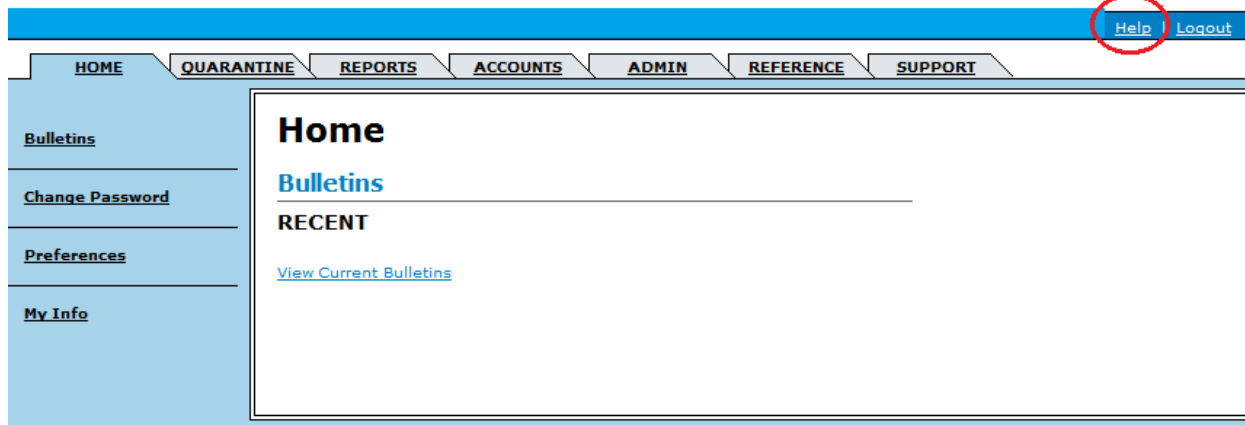 Help | Logout
HOME QUARANTINE REPORTS ACCOUNTS ADMIN REFERENCE SUPPORT
Bulletins
Change Password
Preferences
My Info
Home
Bulletins
RECENT
View Current Bulletins